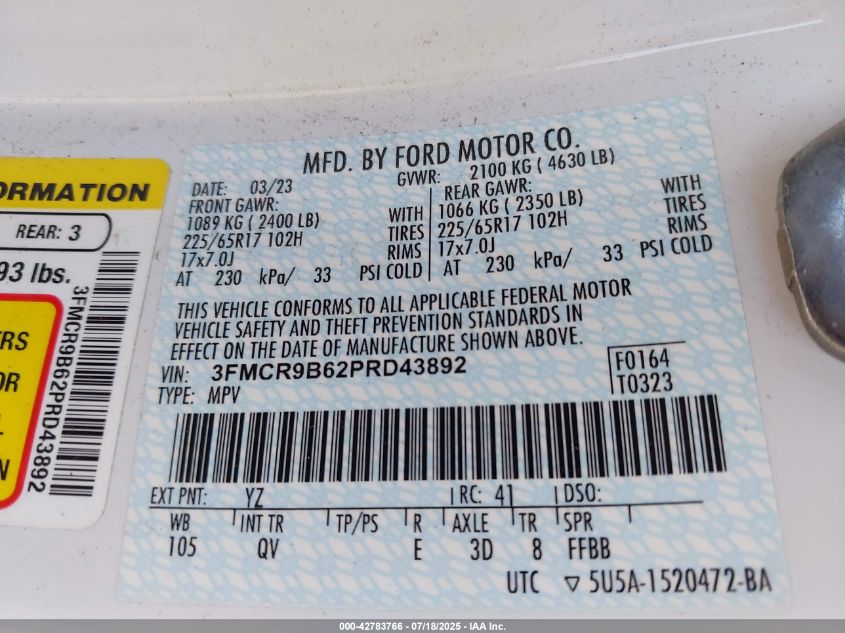 MFD. BY FORD MOTOR CO.
DATE: 03/23
GVWR: 2100 KG ( 4630 LB)
FRONT GAWR:
1089 KG ( 2400 LB) WITH
225/65R17 102H TIRES
17x7.0J RIMS
AT 230 kPa/ 33 PSI COLD
REAR GAWR: WITH
1066 KG ( 2350 LB) TIRES
225/65R17 102H RIMS
17x7.0J
AT 230 kPa/ 33 PSI COLD
THIS VEHICLE CONFORMS TO ALL APPLICABLE FEDERAL MOTOR
VEHICLE SAFETY AND THEFT PREVENTION STANDARDS IN
EFFECT ON THE DATE OF MANUFACTURE SHOWN ABOVE.
VIN: 3FMCR9B62PRD43892
TYPE: MPV
F0164
T0323
EXT PNT: YZ RC: 41 DSO:
WB INT TR TP/PS R AXLE TR SPR
105 QV E 3D 8 FFBB
UTC ▽ 5U5A-1520472-BA
ORMATION
REAR: 3
93 lbs.
TRS
OR
N
3FMCR9B62PRD43892
000-42783766 - 07/18/2025 - IAA Inc.